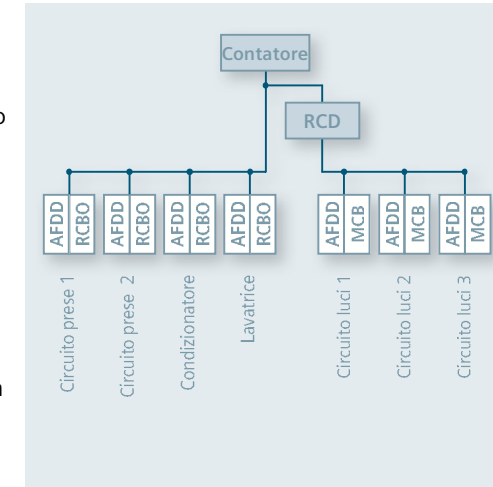 Contatore
RCD
AFDD RCBO
AFDD RCBO
AFDD RCBO
AFDD RCBO
AFDD MCB
AFDD MCB
AFDD MCB
Circuito prese 1
Circuito prese 2
Condizionatore
Lavatrice
Circuito luci 1
Circuito luci 2
Circuito luci 3